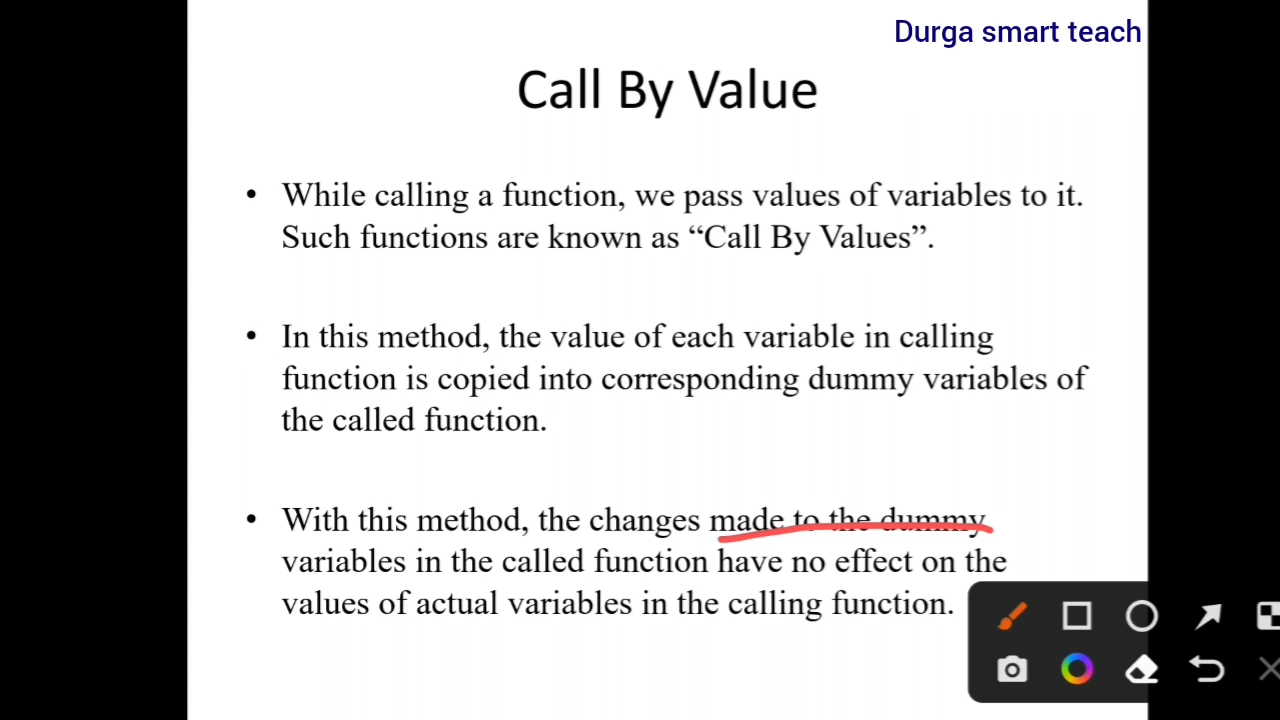 Durga smart teach
Call By Value
• While calling a function, we pass values of variables to it.
Such functions are known as “Call By Values”.
• In this method, the value of each variable in calling
function is copied into corresponding dummy variables of
the called function.
• With this method, the changes made to the dummy
variables in the called function have no effect on the
values of actual variables in the calling function.